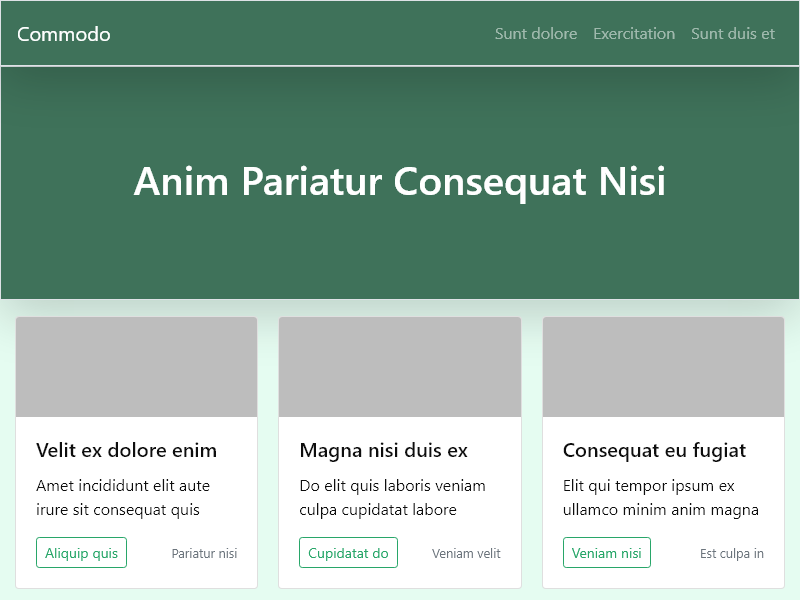 Commodo
Sunt dolore
Exercitation
Sunt duis et
Anim Pariatur Consequat Nisi
Velit ex dolore enim
Amet incididunt elit aute
irure sit consequat quis
Aliquip quis
Pariatur nisi
Magna nisi duis ex
Do elit quis laboris veniam
culpa cupidatat labore
Cupidatat do
Veniam velit
Consequat eu fugiat
Elit qui tempor ipsum ex
ullamco minim anim magna
Veniam nisi
Est culpa in